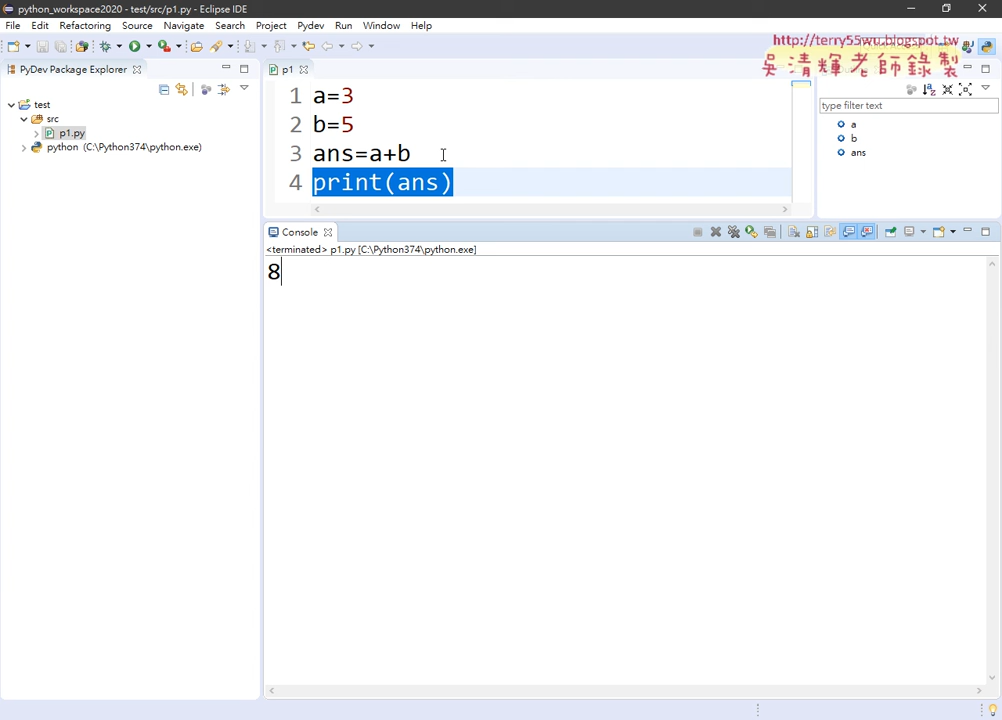 python_workspace2020 - test/src/p1.py - Eclipse IDE
File Edit Refactoring Source Navigate Search Project Pydev Run Window Help
http://terry55wu.blogspot.tw
吳清輝老師錄製
PyDev Package Explorer
p1
type filter text
test
src
p1.py
python (C:\Python374\python.exe)
1 a=3
2 b=5
3 ans=a+b
4 print(ans)
a
b
ans
Console
<terminated> p1.py [C:\Python374\python.exe]
8